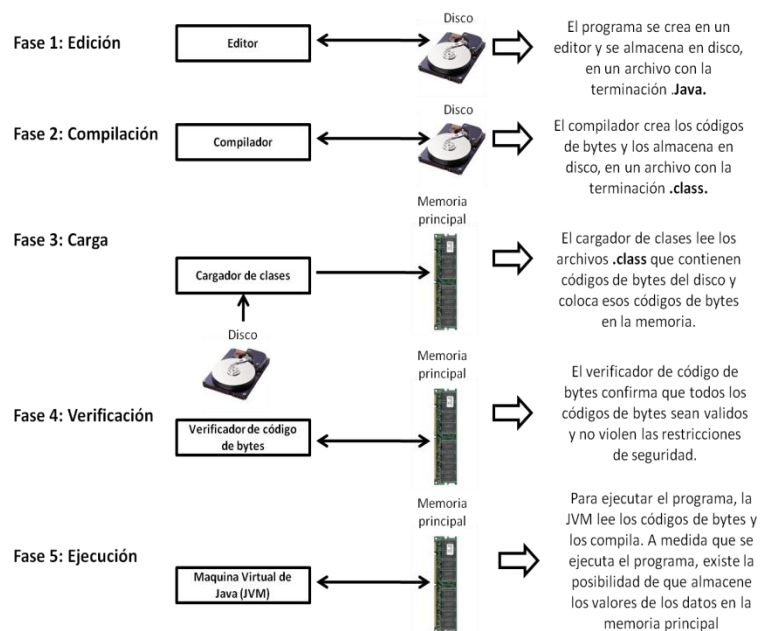 Fase 1: Edición
Editor
Disco
El programa se crea en un
editor y se almacena en disco,
en un archivo con la
terminación .Java.
Fase 2: Compilación
Compilador
Disco
El compilador crea los códigos
de bytes y los almacena en
disco, en un archivo con la
terminación .class.
Fase 3: Carga
Cargador de clases
Disco
Memoria
principal
El cargador de clases lee los
archivos .class que contienen
códigos de bytes del disco y
coloca esos códigos de bytes
en la memoria.
Fase 4: Verificación
Verificador de código
de bytes
Memoria
principal
El verificador de código de
bytes confirma que todos los
códigos de bytes sean validos
y no violen las restricciones
de seguridad.
Fase 5: Ejecución
Maquina Virtual de
Java (JVM)
Memoria
principal
Para ejecutar el programa, la
JVM lee los códigos de bytes y
los compila. A medida que se
ejecuta el programa, existe la
posibilidad de que almacene
los valores de los datos en la
memoria principal